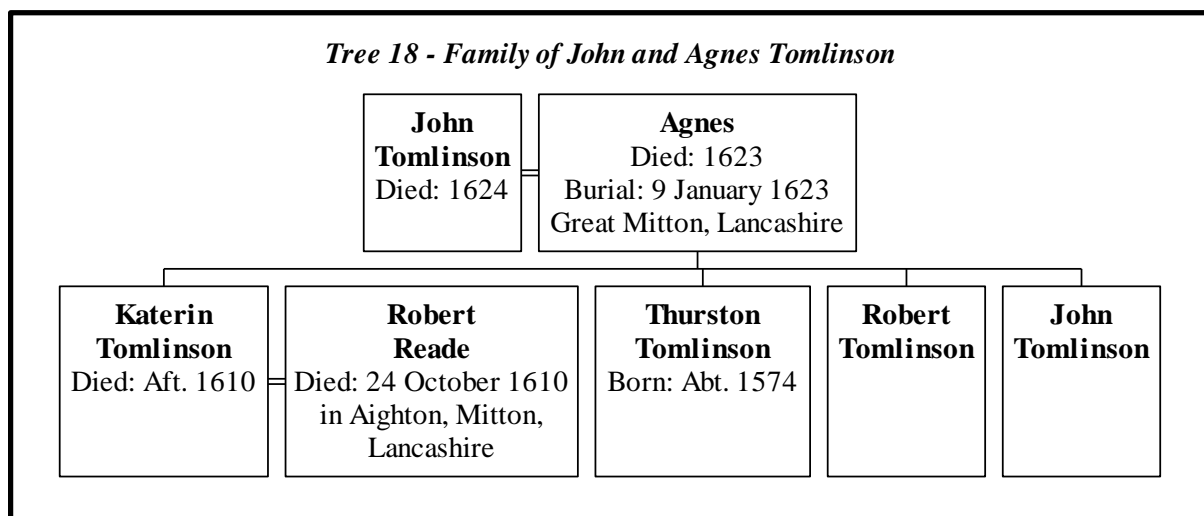 Tree 18 - Family of John and Agnes Tomlinson
John
Tomlinson
Died: 1624
Agnes
Died: 1623
Burial: 9 January 1623
Great Mitton, Lancashire
Katerin
Tomlinson
Died: Aft. 1610
Robert
Reade
Died: 24 October 1610
in Aighton, Mitton,
Lancashire
Thurston
Tomlinson
Born: Abt. 1574
Robert
Tomlinson
John
Tomlinson